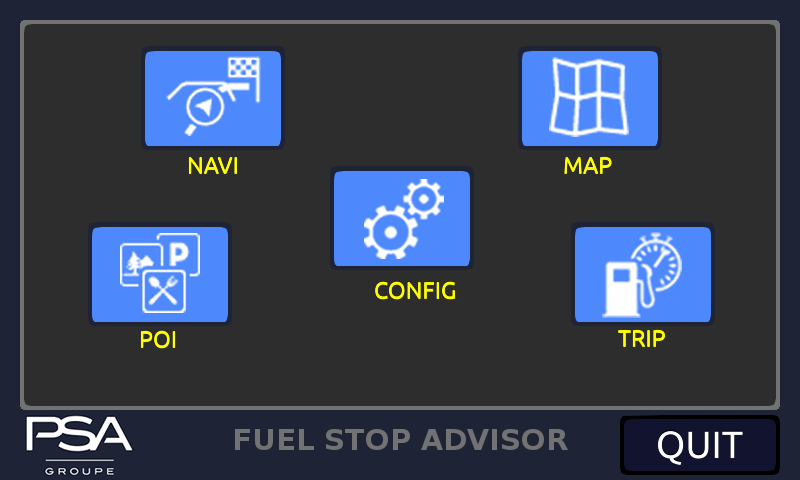 NAVI
MAP
P
CONFIG
POI
TRIP
PSA
GROUPE
FUEL STOP ADVISOR
QUIT